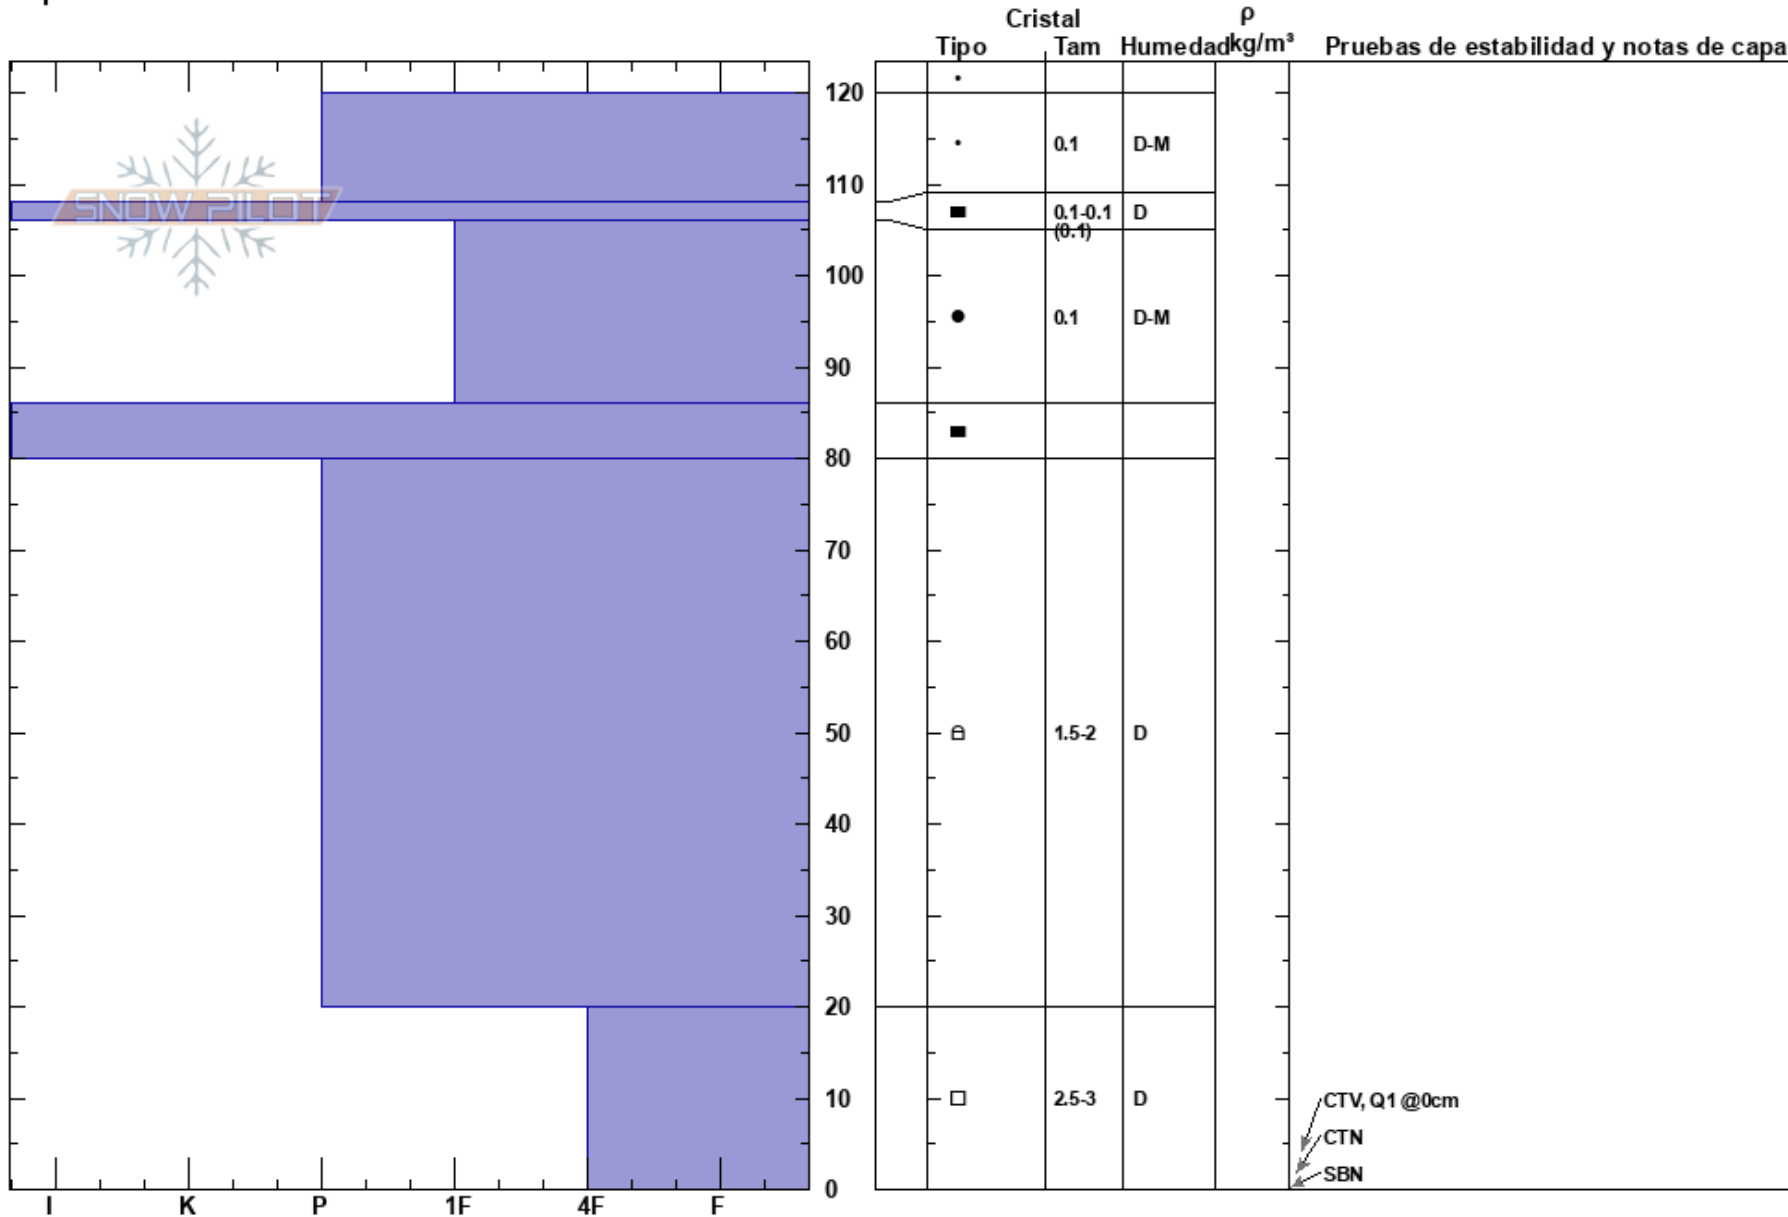 Cristal
ρ
Tipo Tam Humedad kg/m³ Pruebas de estabilidad y notas de capa
120
0.1 D-M
110
SNOW PILOT
0.1-0.1 D
(0.1)
100
0.1 D-M
90
80
70
60
50 1.5-2 D
40
30
20
10 2.5-3 D
CTV, Q1 @0cm
CTN
SBN
0
I K P 1F 4F F